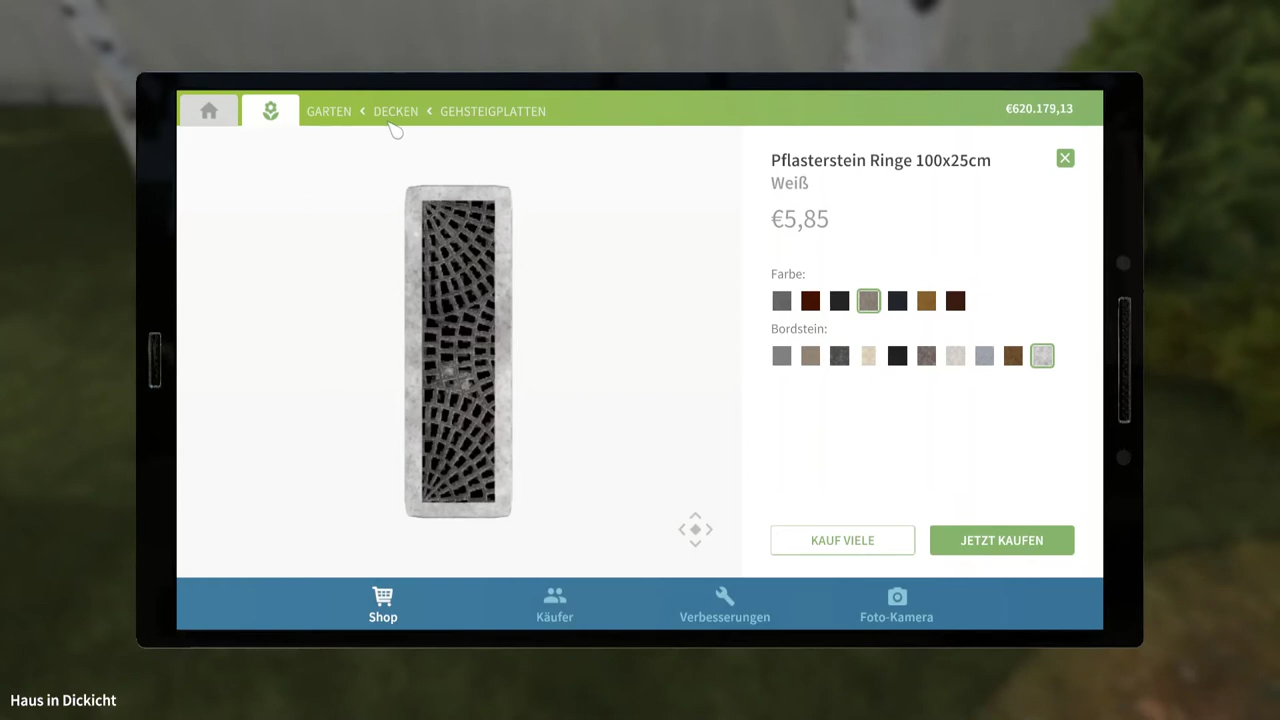 GARTEN < DECKEN < GEHSTEIGPLATTEN
€620.179,13
Pflasterstein Ringe 100x25cm
Weiß
€5,85
Farbe:
Bordstein:
KAUF VIELE
JETZT KAUFEN
Shop
Käufer
Verbesserungen
Foto-Kamera
Haus in Dickicht